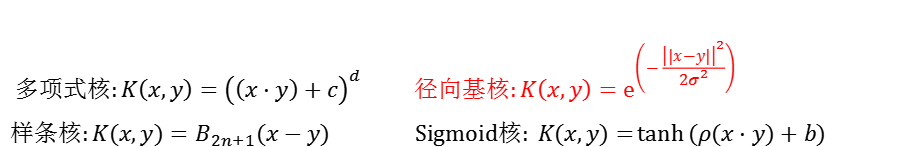 多项式核: K(x, y) = ((x · y) + c)^d 径向基核: K(x, y) = e^(−||x−y||²/2σ²)
样条核: K(x, y) = B_{2n+1}(x − y) Sigmoid核: K(x, y) =tanh (ρ(x · y) + b)